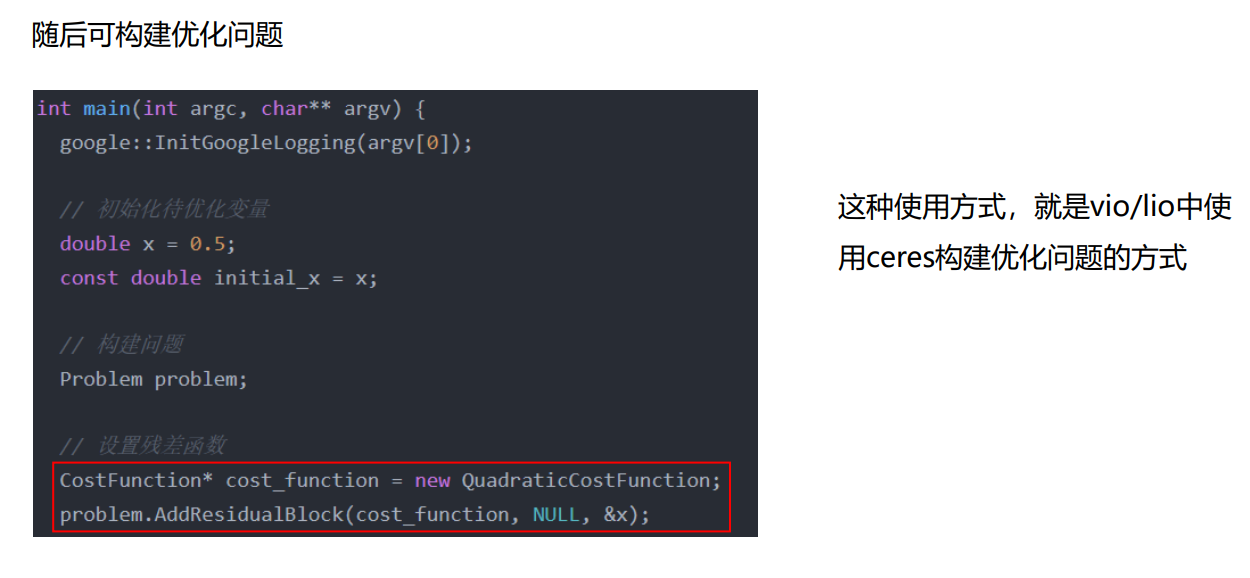 随后可构建优化问题
int main(int argc, char** argv) {
google::InitGoogleLogging(argv[0]);
// 初始化待优化变量
double x = 0.5;
const double initial_x = x;
// 构建问题
Problem problem;
// 设置残差函数
CostFunction* cost_function = new QuadraticCostFunction;
problem.AddResidualBlock(cost_function, NULL, &x);
这种使用方式，就是vio/lio中使
用ceres构建优化问题的方式